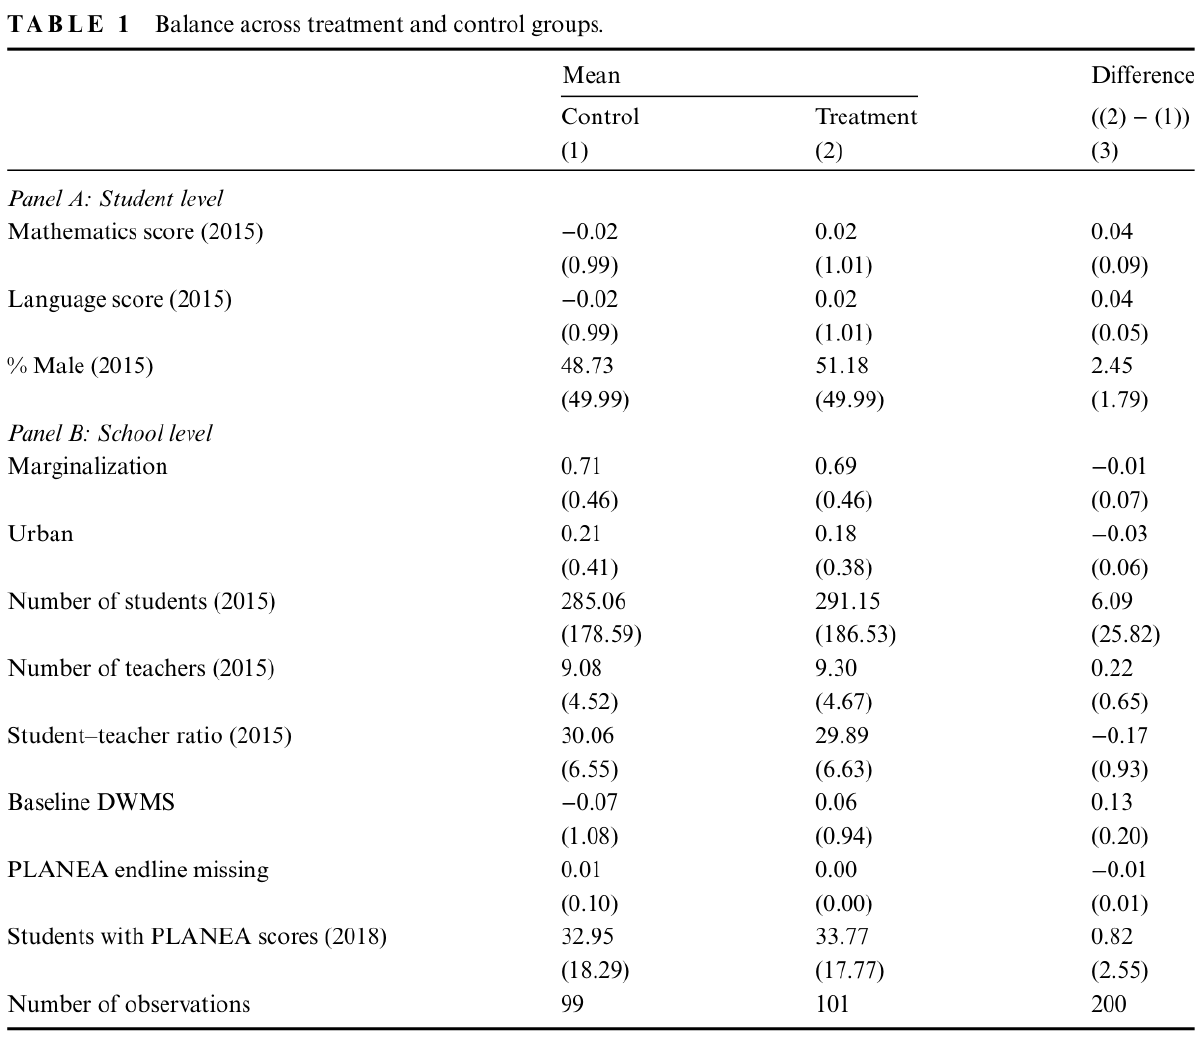 TABLE 1 Balance across treatment and control groups.
Mean Difference
Control Treatment ((2) − (1))
(1) (2) (3)
Panel A: Student level
Mathematics score (2015) −0.02 0.02 0.04
(0.99) (1.01) (0.09)
Language score (2015) −0.02 0.02 0.04
(0.99) (1.01) (0.05)
% Male (2015) 48.73 51.18 2.45
(49.99) (49.99) (1.79)
Panel B: School level
Marginalization 0.71 0.69 −0.01
(0.46) (0.46) (0.07)
Urban 0.21 0.18 −0.03
(0.41) (0.38) (0.06)
Number of students (2015) 285.06 291.15 6.09
(178.59) (186.53) (25.82)
Number of teachers (2015) 9.08 9.30 0.22
(4.52) (4.67) (0.65)
Student–teacher ratio (2015) 30.06 29.89 −0.17
(6.55) (6.63) (0.93)
Baseline DWMS −0.07 0.06 0.13
(1.08) (0.94) (0.20)
PLANEA endline missing 0.01 0.00 −0.01
(0.10) (0.00) (0.01)
Students with PLANEA scores (2018) 32.95 33.77 0.82
(18.29) (17.77) (2.55)
Number of observations 99 101 200